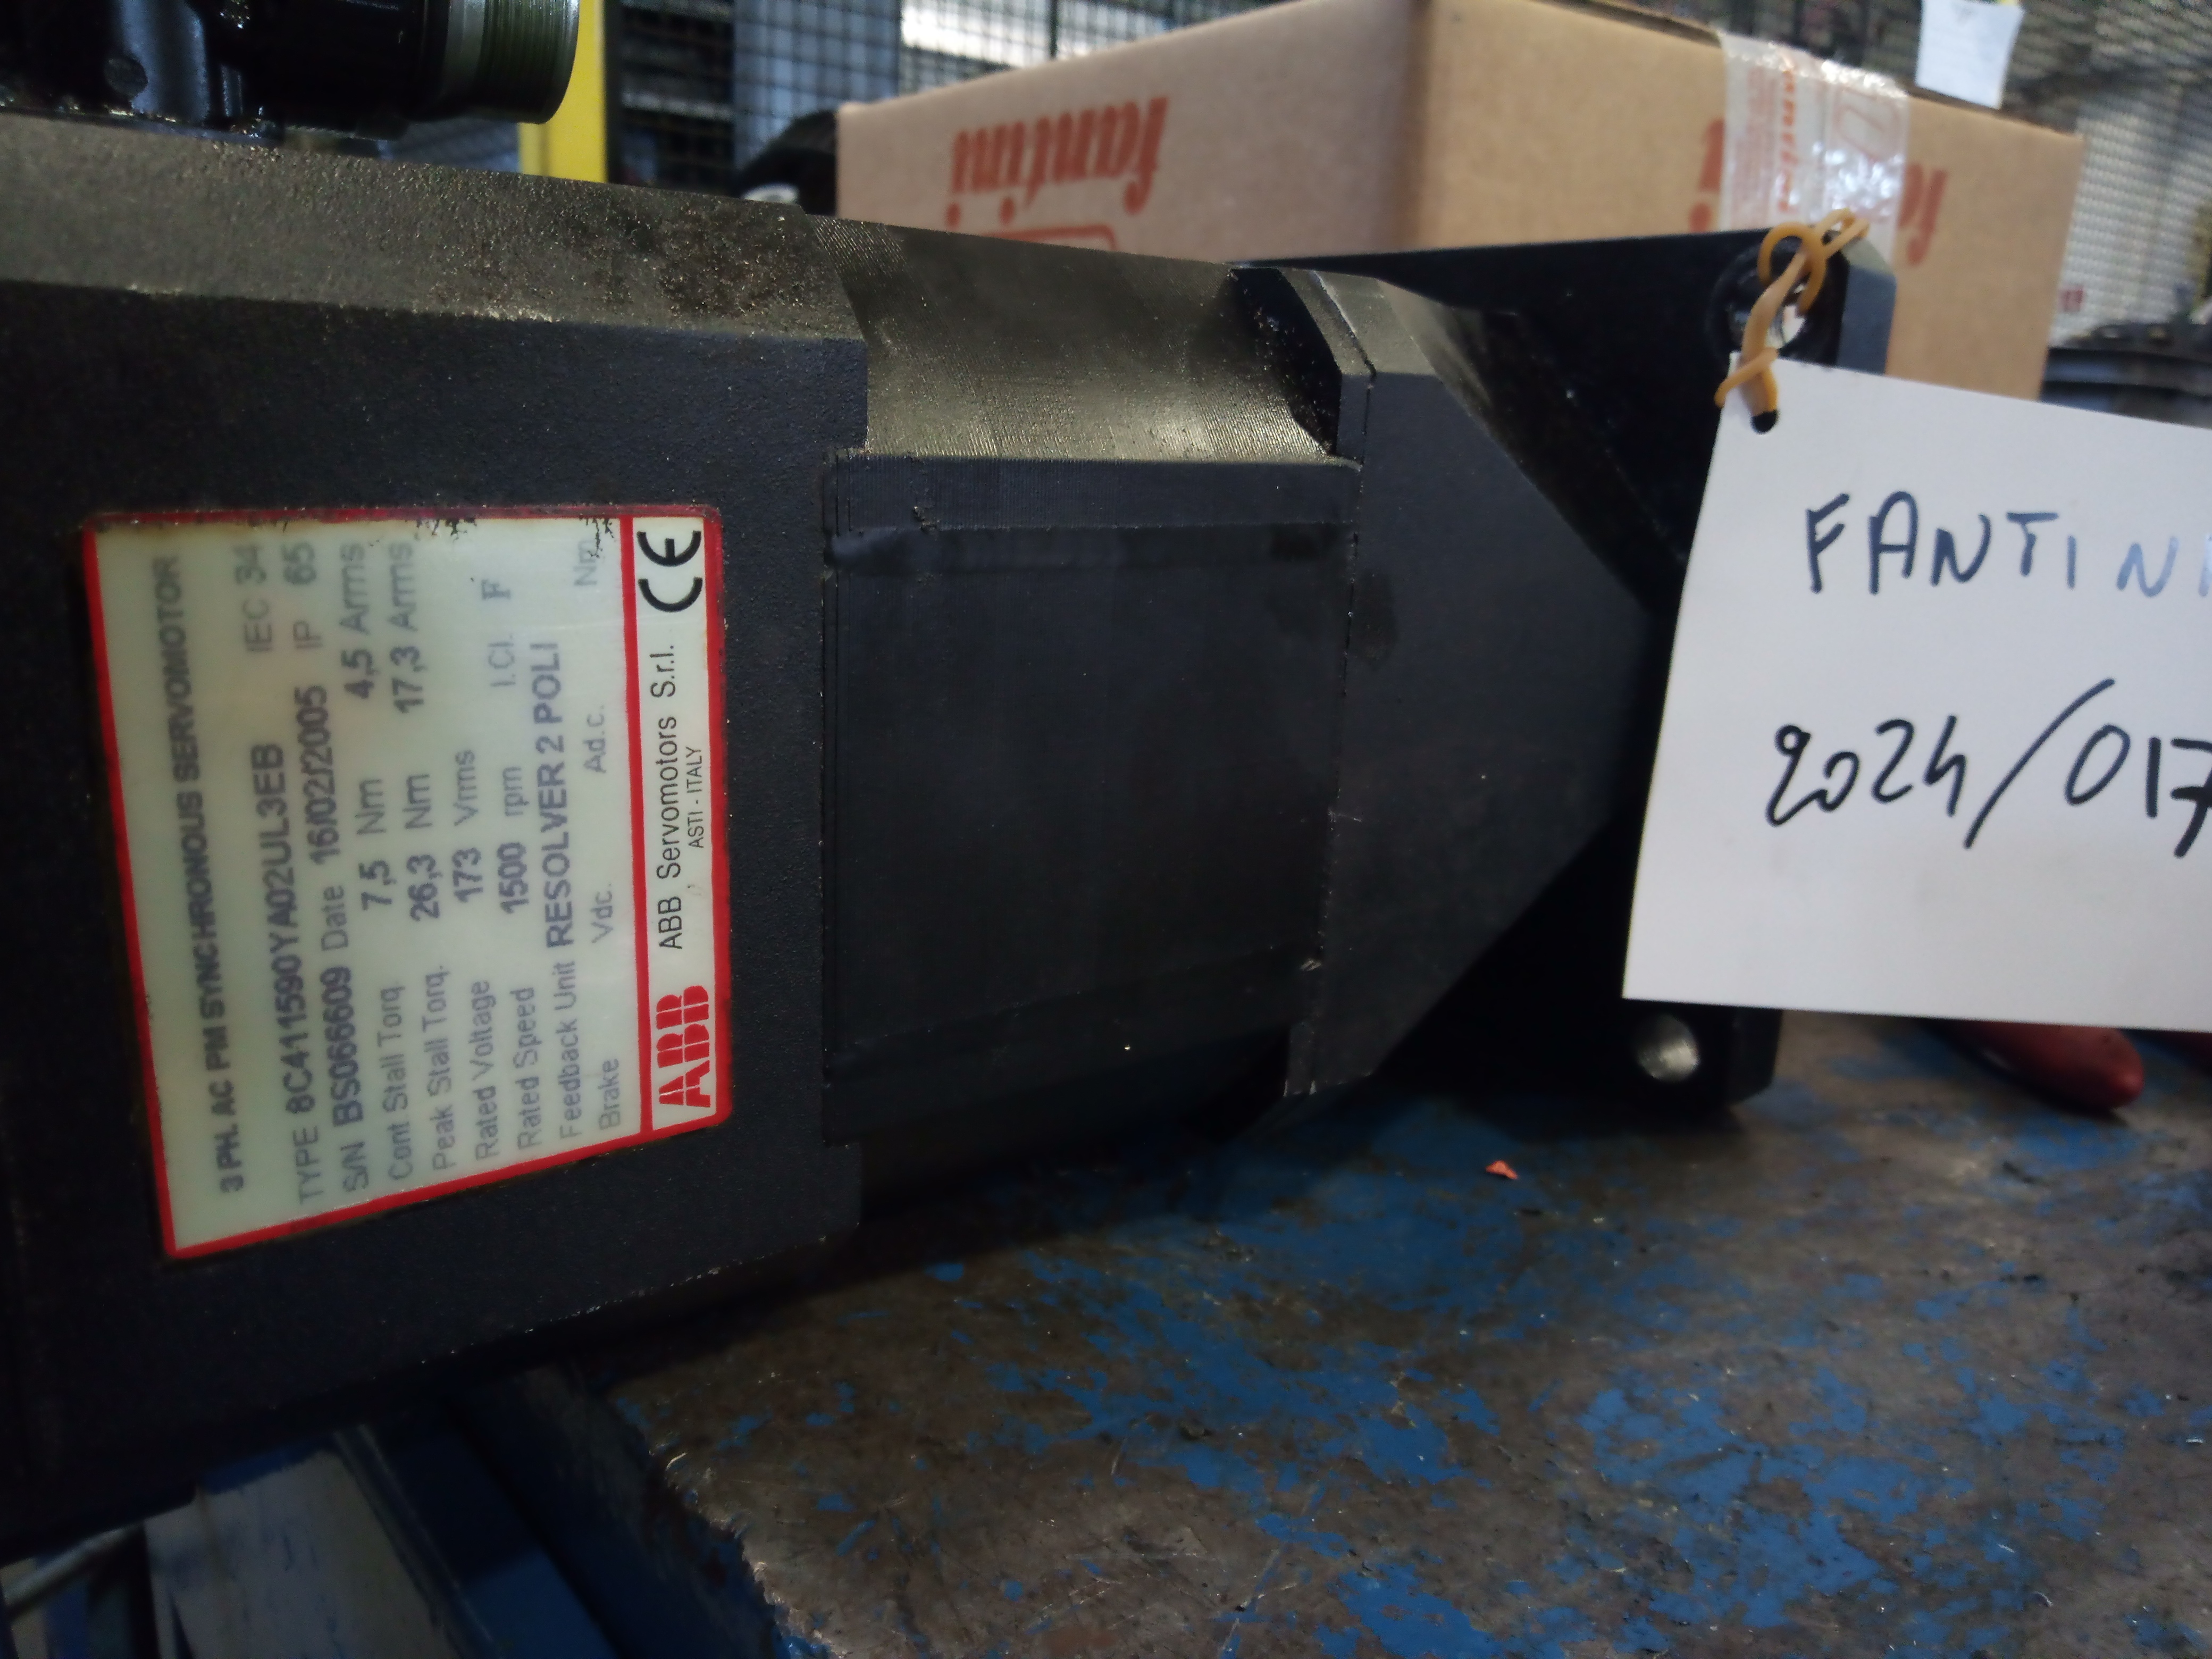 3 PH. AC PM SYNCHRONOUS SERVOMOTOR
TYPE 8C411590YA02UL3EB IEC 34
S/N BS066609 Date 16/02/2005 IP 65
Cont Stall Torq. 7,5 Nm 4,5 Arms
Peak Stall Torq. 26,3 Nm 17,3 Arms
Rated Voltage 173 Vrms
Rated Speed 1500 rpm I.Cl. F
Feedback Unit RESOLVER 2 POLI
Brake Vdc. Ad.c. Nm
ABB ABB Servomotors S.r.l. CE
ASTI - ITALY
FANTINI
2024/017
fantini